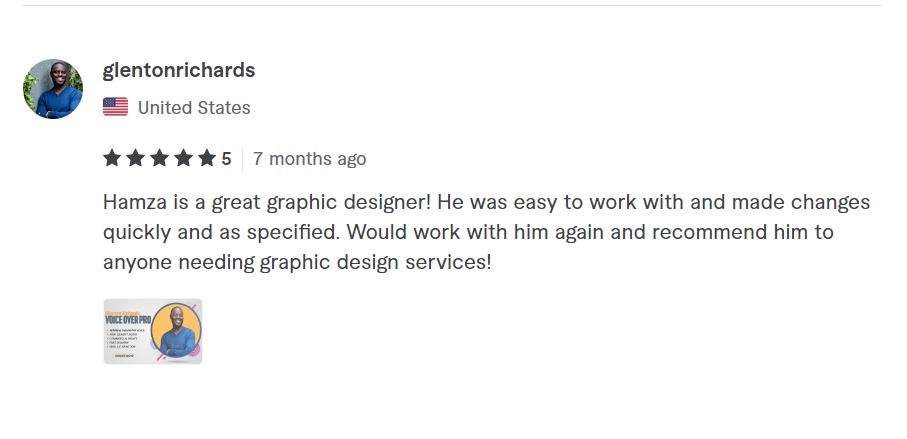 glentonrichards
United States
5
7 months ago
Hamza is a great graphic designer! He was easy to work with and made changes
quickly and as specified. Would work with him again and recommend him to
anyone needing graphic design services!
VOICE OVER PRO